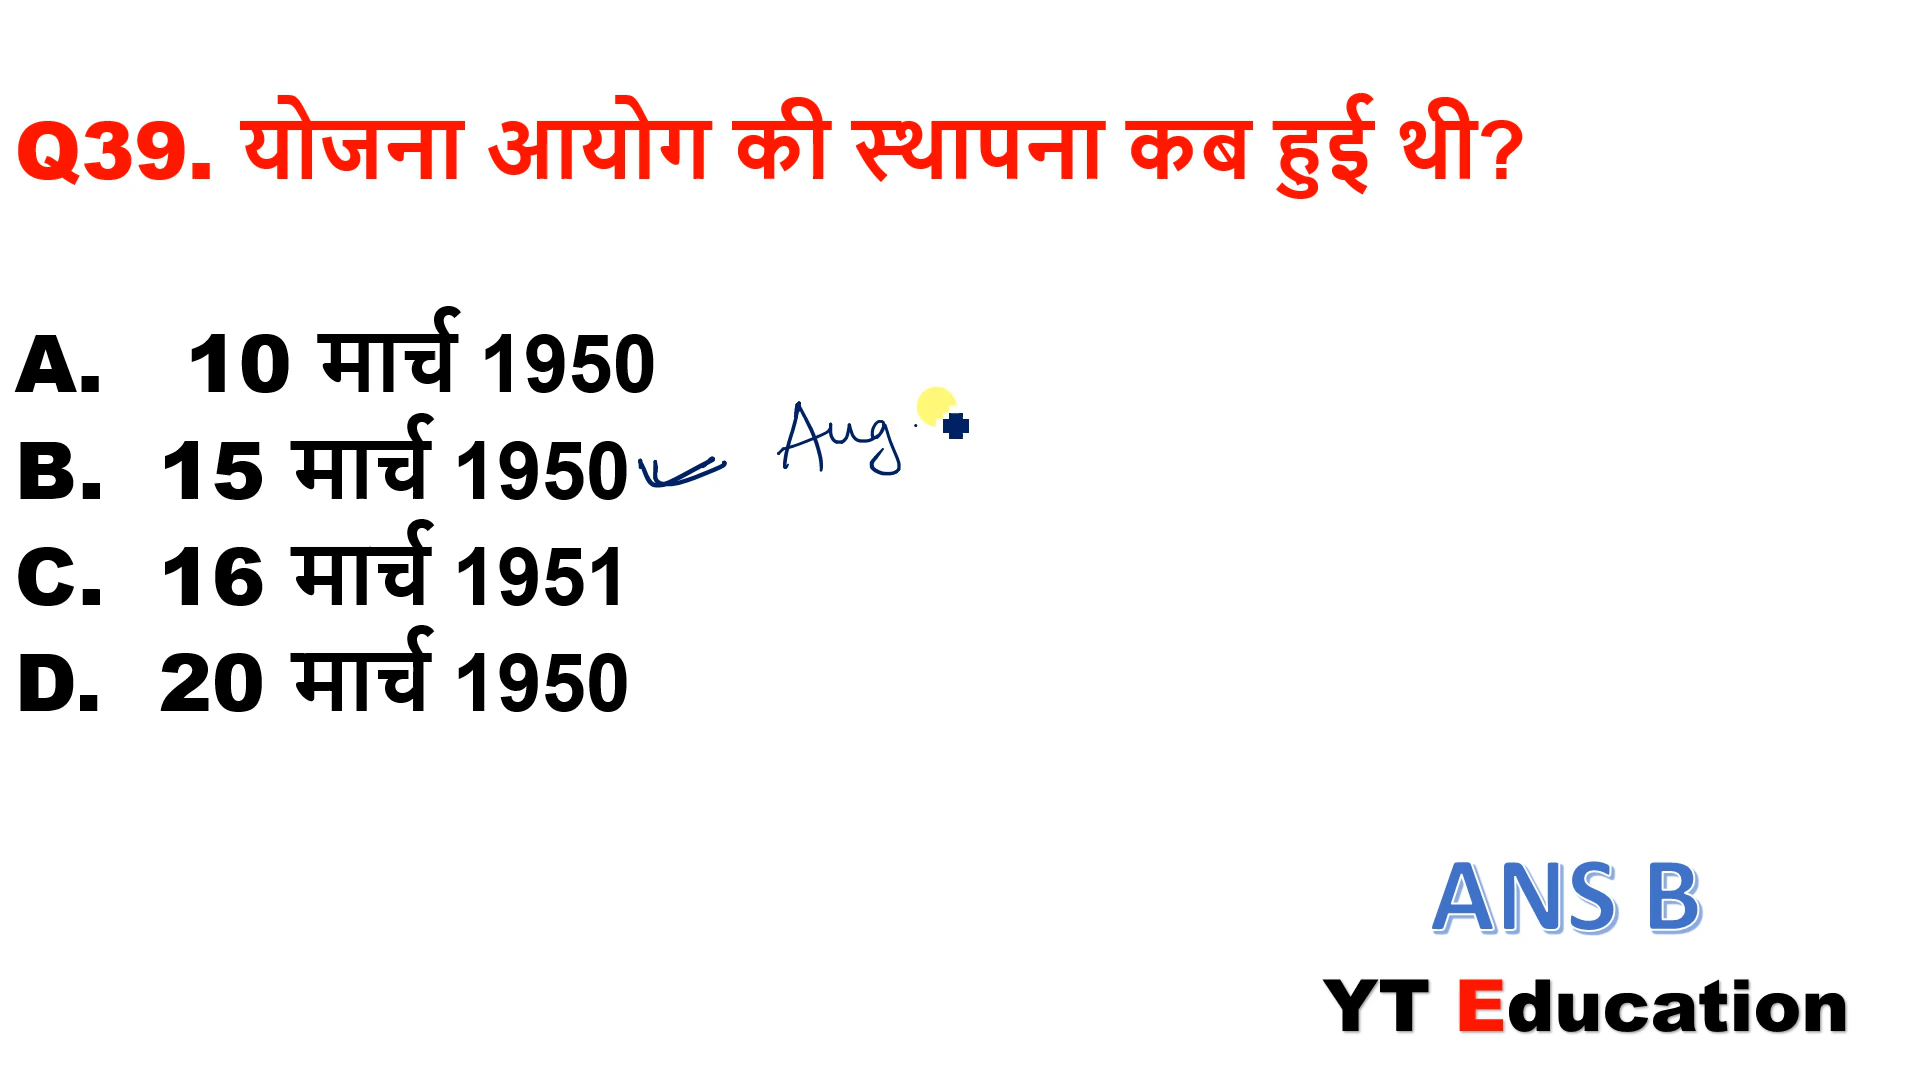 Q39. योजना आयोग की स्थापना कब हुई थी?
A. 10 मार्च 1950
B. 15 मार्च 1950
Aug
C. 16 मार्च 1951
D. 20 मार्च 1950
ANS B
YT Education